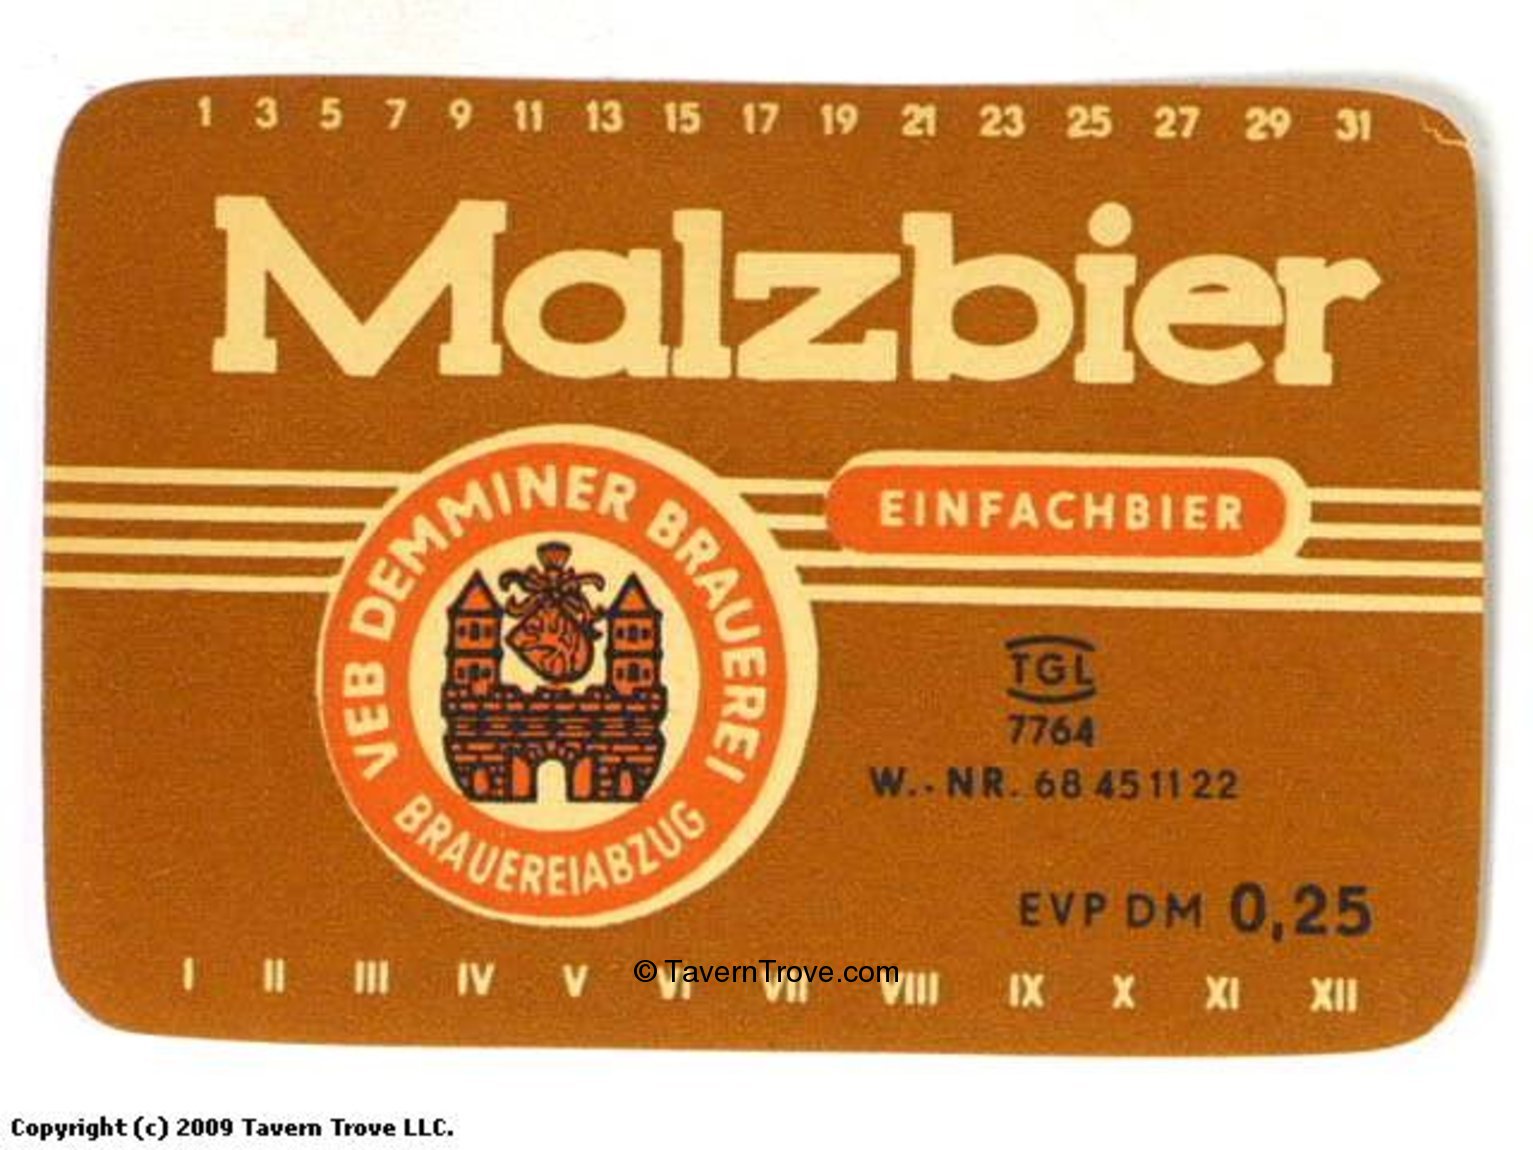 1 3 5 7 9 11 13 15 17 19 21 23 25 27 29 31
Malzbier
VEB DEMMINER BRAUEREI
BRAUEREIABZUG
EINFACHBIER
TGL
7764
W.-NR. 68 45 11 22
EVP DM 0,25
I II III IV V VI VII VIII IX X XI XII
© TavernTrove.com
Copyright (c) 2009 Tavern Trove LLC.